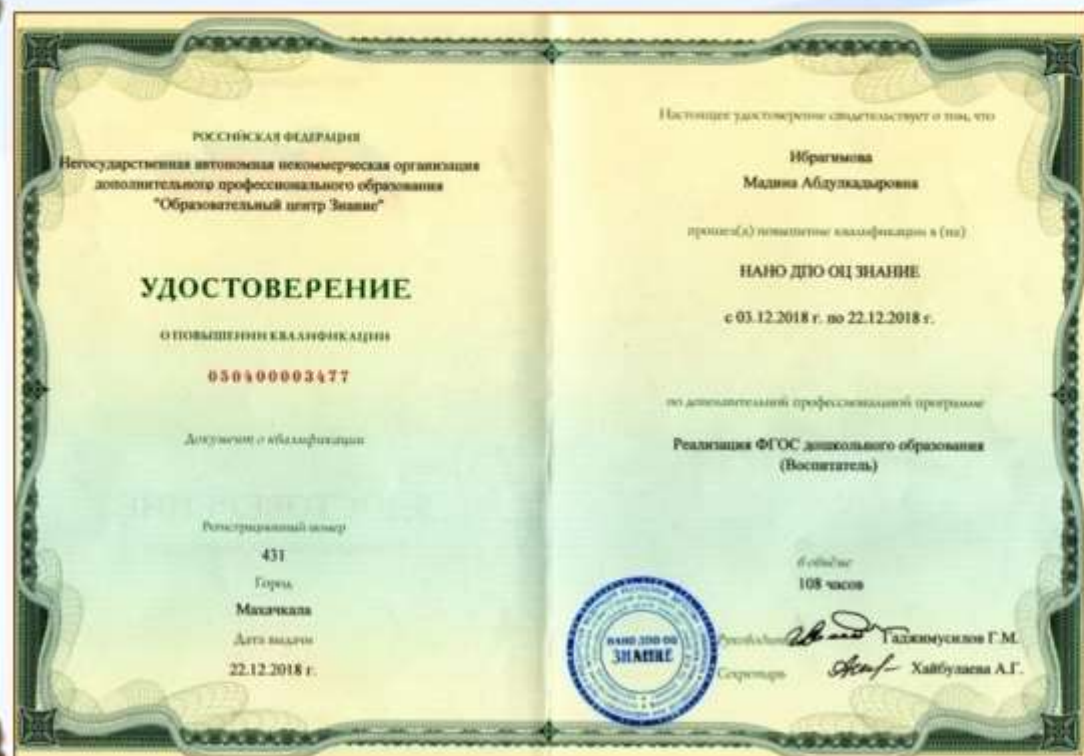 РОССИЙСКАЯ ФЕДЕРАЦИЯ
Негосударственная автономная некоммерческая организация
дополнительного профессионального образования
"Образовательный центр Знание"
УДОСТОВЕРЕНИЕ
О ПОВЫШЕНИИ КВАЛИФИКАЦИИ
050400003477
Документ о квалификации
Регистрационный номер
431
Город
Махачкала
Дата выдачи
22.12.2018 г.
Настоящее удостоверение свидетельствует о том, что
Ибрагимова
Мадина Абдулкадыровна
прошел(а) повышение квалификации в (на)
НАНО ДПО ОЦ ЗНАНИЕ
с 03.12.2018 г. по 22.12.2018 г.
по дополнительной профессиональной программе
Реализация ФГОС дошкольного образования
(Воспитатель)
в объёме
108 часов
Руководитель Гаджимусилов Г.М.
Секретарь Хайбулаева А.Г.
НАНО ДПО ОЦ
ЗНАНИЕ